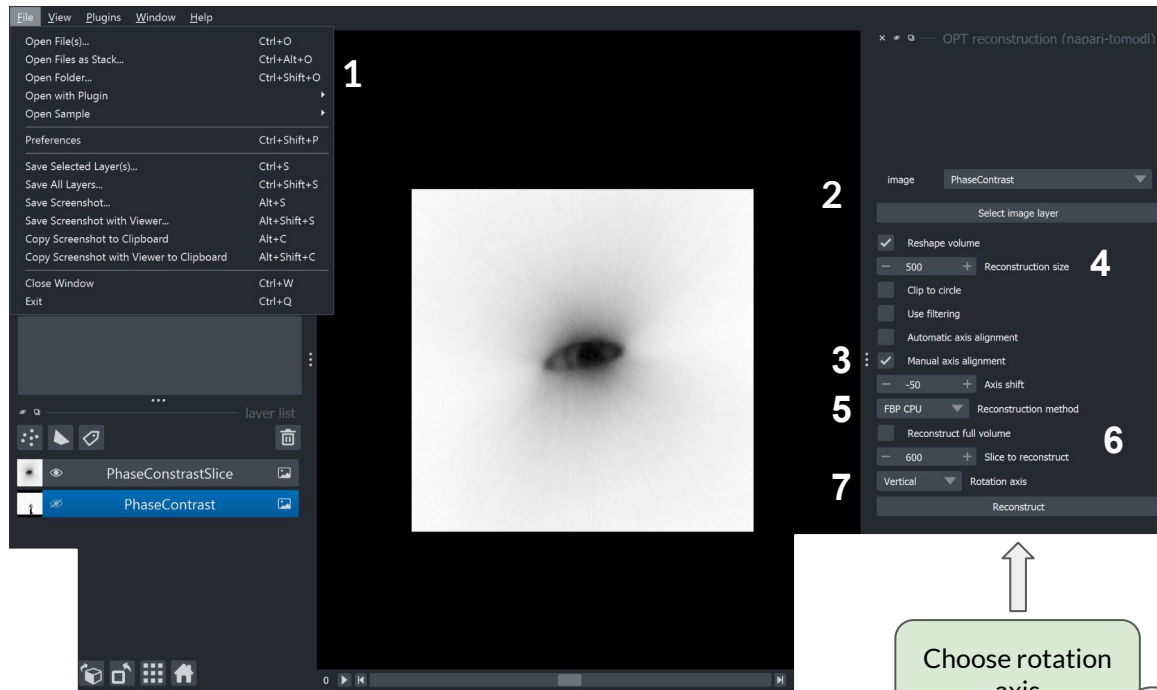 File View Plugins Window Help
Open File(s)... Ctrl+O
Open Files as Stack... Ctrl+Alt+O
Open Folder... Ctrl+Shift+O
Open with Plugin
Open Sample
Preferences Ctrl+Shift+P
Save Selected Layer(s)... Ctrl+S
Save All Layers... Ctrl+Shift+S
Save Screenshot... Alt+S
Save Screenshot with Viewer... Alt+Shift+S
Copy Screenshot to Clipboard Alt+C
Copy Screenshot with Viewer to Clipboard Alt+Shift+C
Close Window Ctrl+W
Exit Ctrl+Q
1
layer list
PhaseConstrastSlice
PhaseContrast
0
OPT reconstruction (napari-tomodl)
2
image PhaseContrast
Select image layer
Reshape volume
500 Reconstruction size 4
Clip to circle
Use filtering
Automatic axis alignment
3 Manual axis alignment
-50 Axis shift
5 FBP CPU Reconstruction method
Reconstruct full volume 6
600 Slice to reconstruct
7 Vertical Rotation axis
Reconstruct
Choose rotation
axis